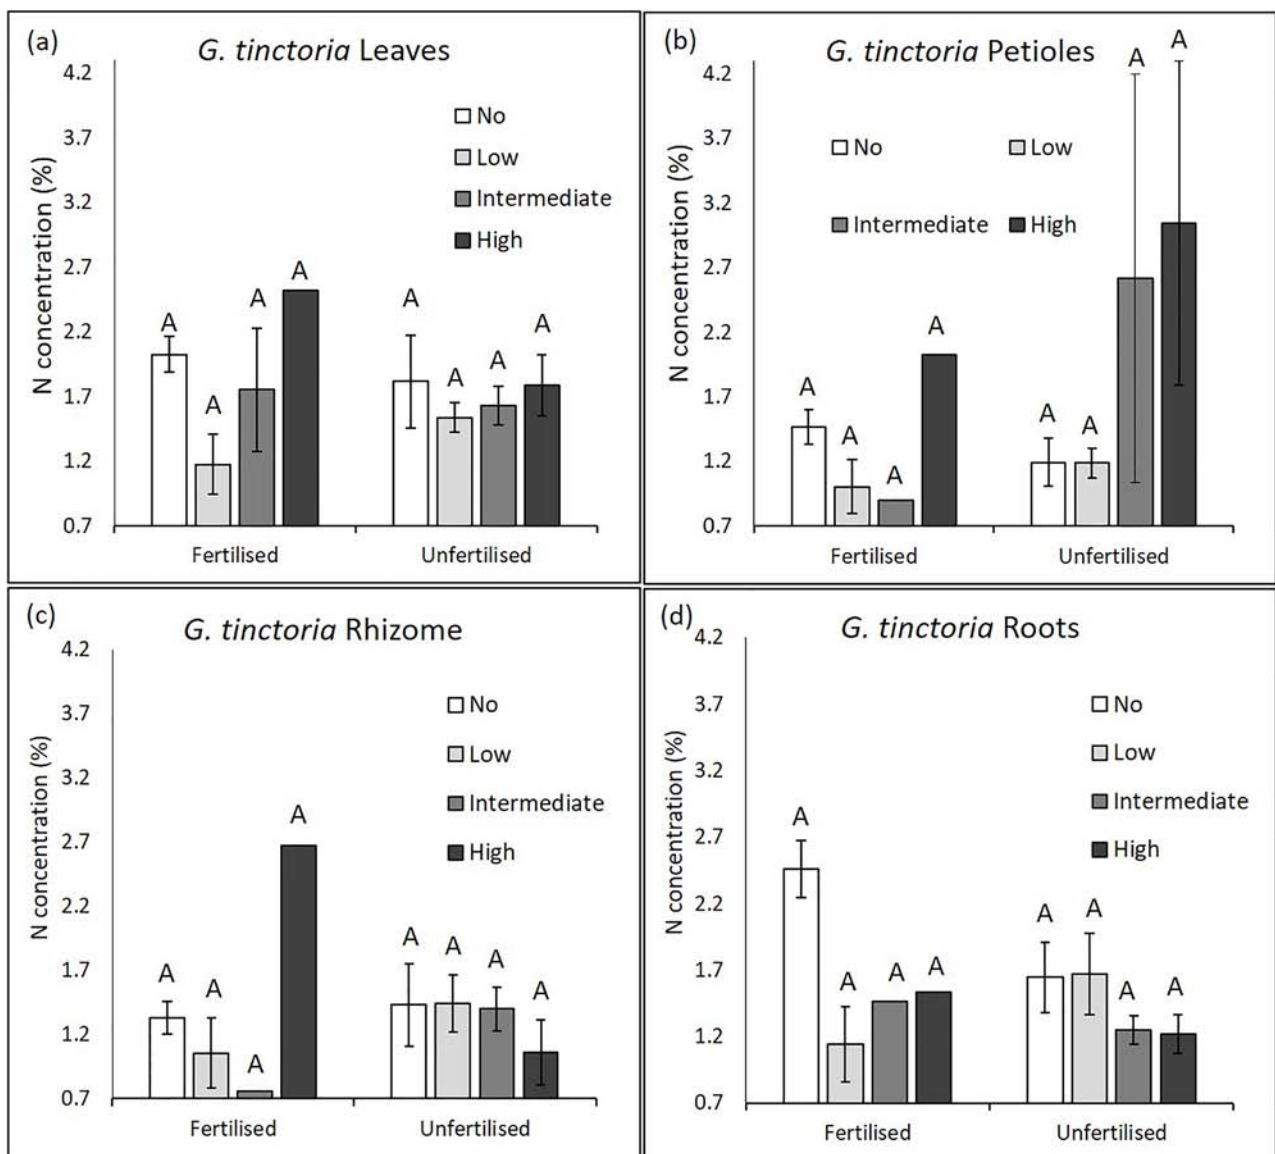 (a)
G. tinctoria Leaves
N concentration (%)
4.2
3.7
3.2
2.7
2.2
1.7
1.2
0.7
No
Low
Intermediate
High
A A A A A A A A
Fertilised Unfertilised
(b)
G. tinctoria Petioles
N concentration (%)
4.2
3.7
3.2
2.7
2.2
1.7
1.2
0.7
No Low
Intermediate High
A A A A A A A A
Fertilised Unfertilised
(c)
G. tinctoria Rhizome
N concentration (%)
4.2
3.7
3.2
2.7
2.2
1.7
1.2
0.7
No
Low
Intermediate
High
A A A A A A A A
Fertilised Unfertilised
(d)
G. tinctoria Roots
N concentration (%)
4.2
3.7
3.2
2.7
2.2
1.7
1.2
0.7
No
Low
Intermediate
High
A A A A A A A A
Fertilised Unfertilised